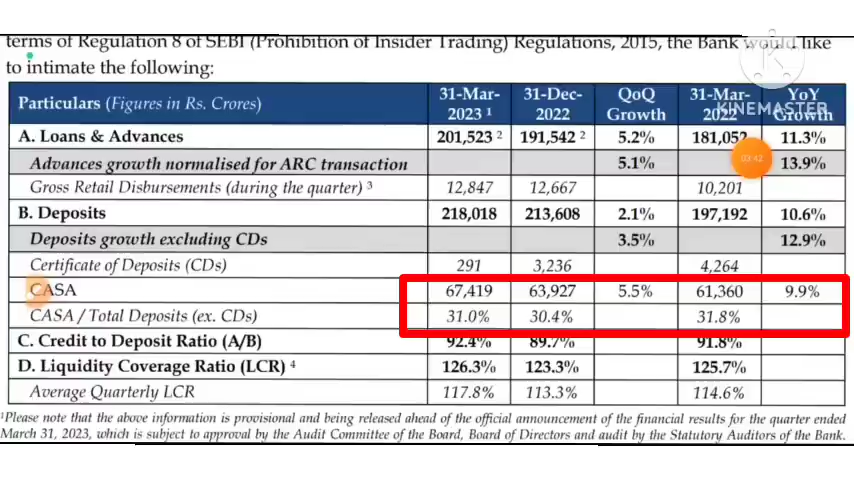 terms of Regulation 8 of SEBI (Prohibition of Insider Trading) Regulations, 2015, the Bank would like
to intimate the following:
Particulars (Figures in Rs. Crores) 31-Mar-2023 ¹ 31-Dec-2022 QoQ Growth 31-Mar-2022 YoY Growth
KINEMASTER
A. Loans & Advances 201,523 ² 191,542 ² 5.2% 181,052 11.3%
03:42
Advances growth normalised for ARC transaction 5.1% 13.9%
Gross Retail Disbursements (during the quarter) ³ 12,847 12,667 10,201
B. Deposits 218,018 213,608 2.1% 197,192 10.6%
Deposits growth excluding CDs 3.5% 12.9%
Certificate of Deposits (CDs) 291 3,236 4,264
CASA 67,419 63,927 5.5% 61,360 9.9%
CASA / Total Deposits (ex. CDs) 31.0% 30.4% 31.8%
C. Credit to Deposit Ratio (A/B) 92.4% 89.7% 91.8%
D. Liquidity Coverage Ratio (LCR) ⁴ 126.3% 123.3% 125.7%
Average Quarterly LCR 117.8% 113.3% 114.6%
¹Please note that the above information is provisional and being released ahead of the official announcement of the financial results for the quarter ended
March 31, 2023, which is subject to approval by the Audit Committee of the Board, Board of Directors and audit by the Statutory Auditors of the Bank.